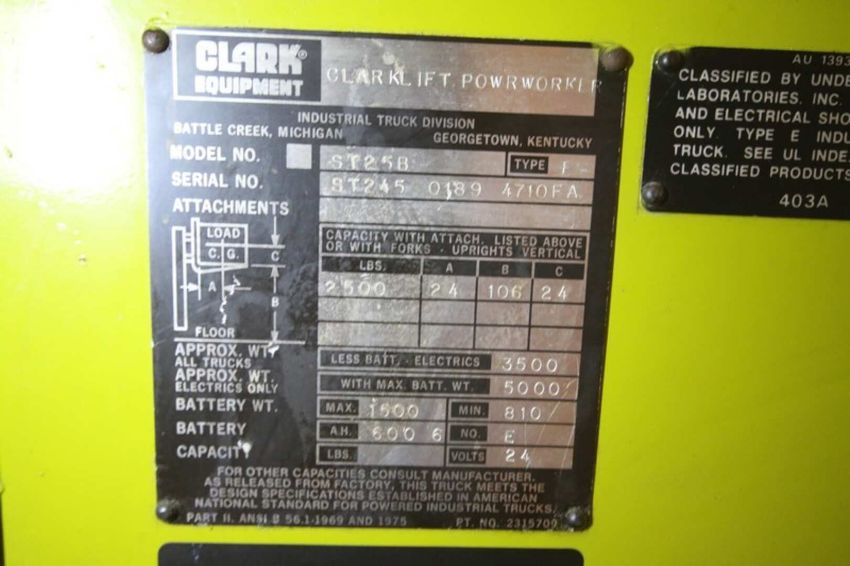 CLARK®
EQUIPMENT
CLARKLIFT POWRWORKER
INDUSTRIAL TRUCK DIVISION
BATTLE CREEK, MICHIGAN GEORGETOWN, KENTUCKY
MODEL NO. ST25B TYPE E
SERIAL NO. ST245 0189 4710FA
ATTACHMENTS
LOAD
C. G.
C
A
B
FLOOR
CAPACITY WITH ATTACH. LISTED ABOVE
OR WITH FORKS - UPRIGHTS VERTICAL
LBS. A B C
2500 24 106 24
APPROX. WT.
ALL TRUCKS
LESS BATT. - ELECTRICS 3500
APPROX. WT.
ELECTRICS ONLY
WITH MAX. BATT. WT. 5000
BATTERY WT. MAX. 1500 MIN. 810
BATTERY A.H. 600 6 NO. E
CAPACITY LBS. VOLTS 24
FOR OTHER CAPACITIES CONSULT MANUFACTURER.
AS RELEASED FROM FACTORY, THIS TRUCK MEETS THE
DESIGN SPECIFICATIONS ESTABLISHED IN AMERICAN
NATIONAL STANDARD FOR POWERED INDUSTRIAL TRUCKS,
PART II. ANSI B 56.1-1969 AND 1975 PT. NO. 2315700
AU 1393
CLASSIFIED BY UNDE
LABORATORIES, INC.
AND ELECTRICAL SHO
ONLY. TYPE E INDU
TRUCK. SEE UL INDE
CLASSIFIED PRODUCTS
403A